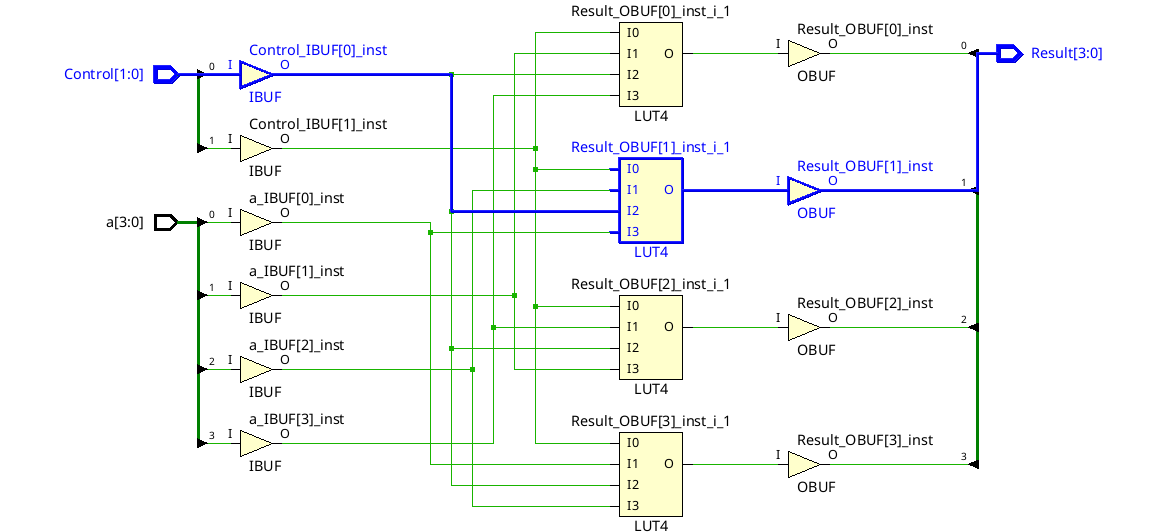 Control[1:0]
0
I
Control_IBUF[0]_inst
O
IBUF
1
I
Control_IBUF[1]_inst
O
IBUF
a[3:0]
0
I
a_IBUF[0]_inst
O
IBUF
1
I
a_IBUF[1]_inst
O
IBUF
2
I
a_IBUF[2]_inst
O
IBUF
3
I
a_IBUF[3]_inst
O
IBUF
Result_OBUF[0]_inst_i_1
I0
I1
O
I2
I3
LUT4
Result_OBUF[1]_inst_i_1
I0
I1
O
I2
I3
LUT4
Result_OBUF[2]_inst_i_1
I0
I1
O
I2
I3
LUT4
Result_OBUF[3]_inst_i_1
I0
I1
O
I2
I3
LUT4
Result_OBUF[0]_inst
I
O
OBUF
0
Result[3:0]
Result_OBUF[1]_inst
I
O
OBUF
1
Result_OBUF[2]_inst
I
O
OBUF
2
Result_OBUF[3]_inst
I
O
OBUF
3